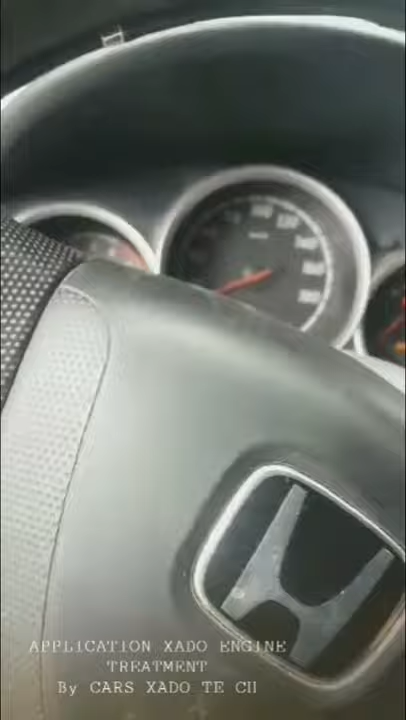 APPLICATION XADO ENGINE
TREATMENT
By CARS XADO TE CH